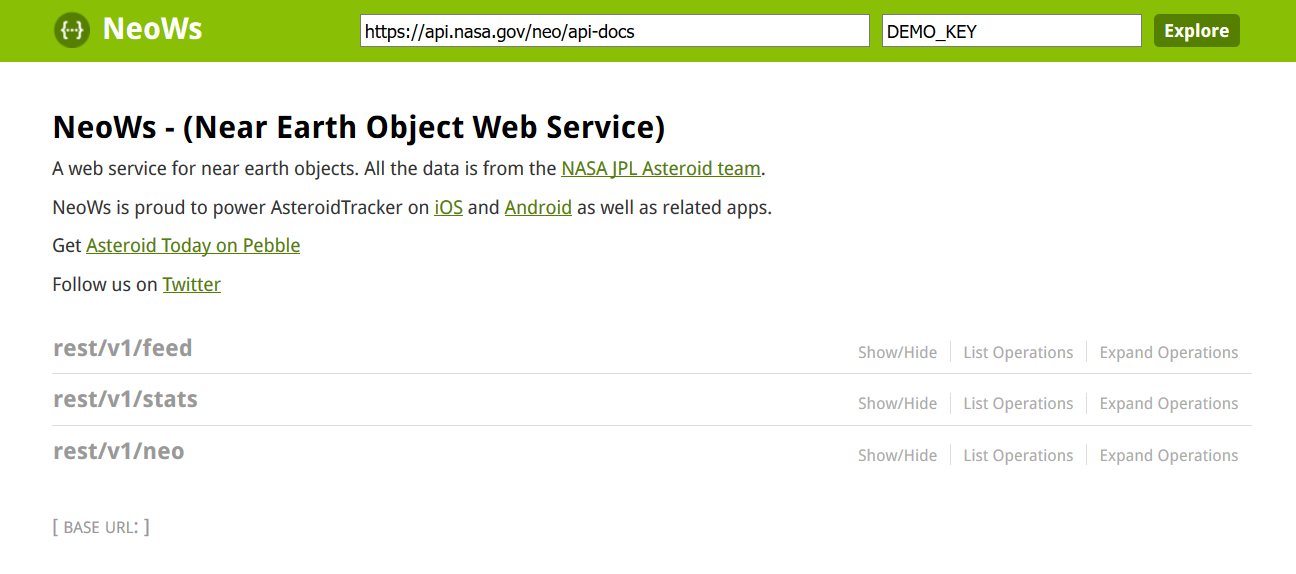 NeoWs https://api.nasa.gov/neo/api-docs DEMO_KEY Explore
NeoWs - (Near Earth Object Web Service)
A web service for near earth objects. All the data is from the NASA JPL Asteroid team.
NeoWs is proud to power AsteroidTracker on iOS and Android as well as related apps.
Get Asteroid Today on Pebble
Follow us on Twitter
rest/v1/feed Show/Hide List Operations Expand Operations
rest/v1/stats Show/Hide List Operations Expand Operations
rest/v1/neo Show/Hide List Operations Expand Operations
[ BASE URL: ]